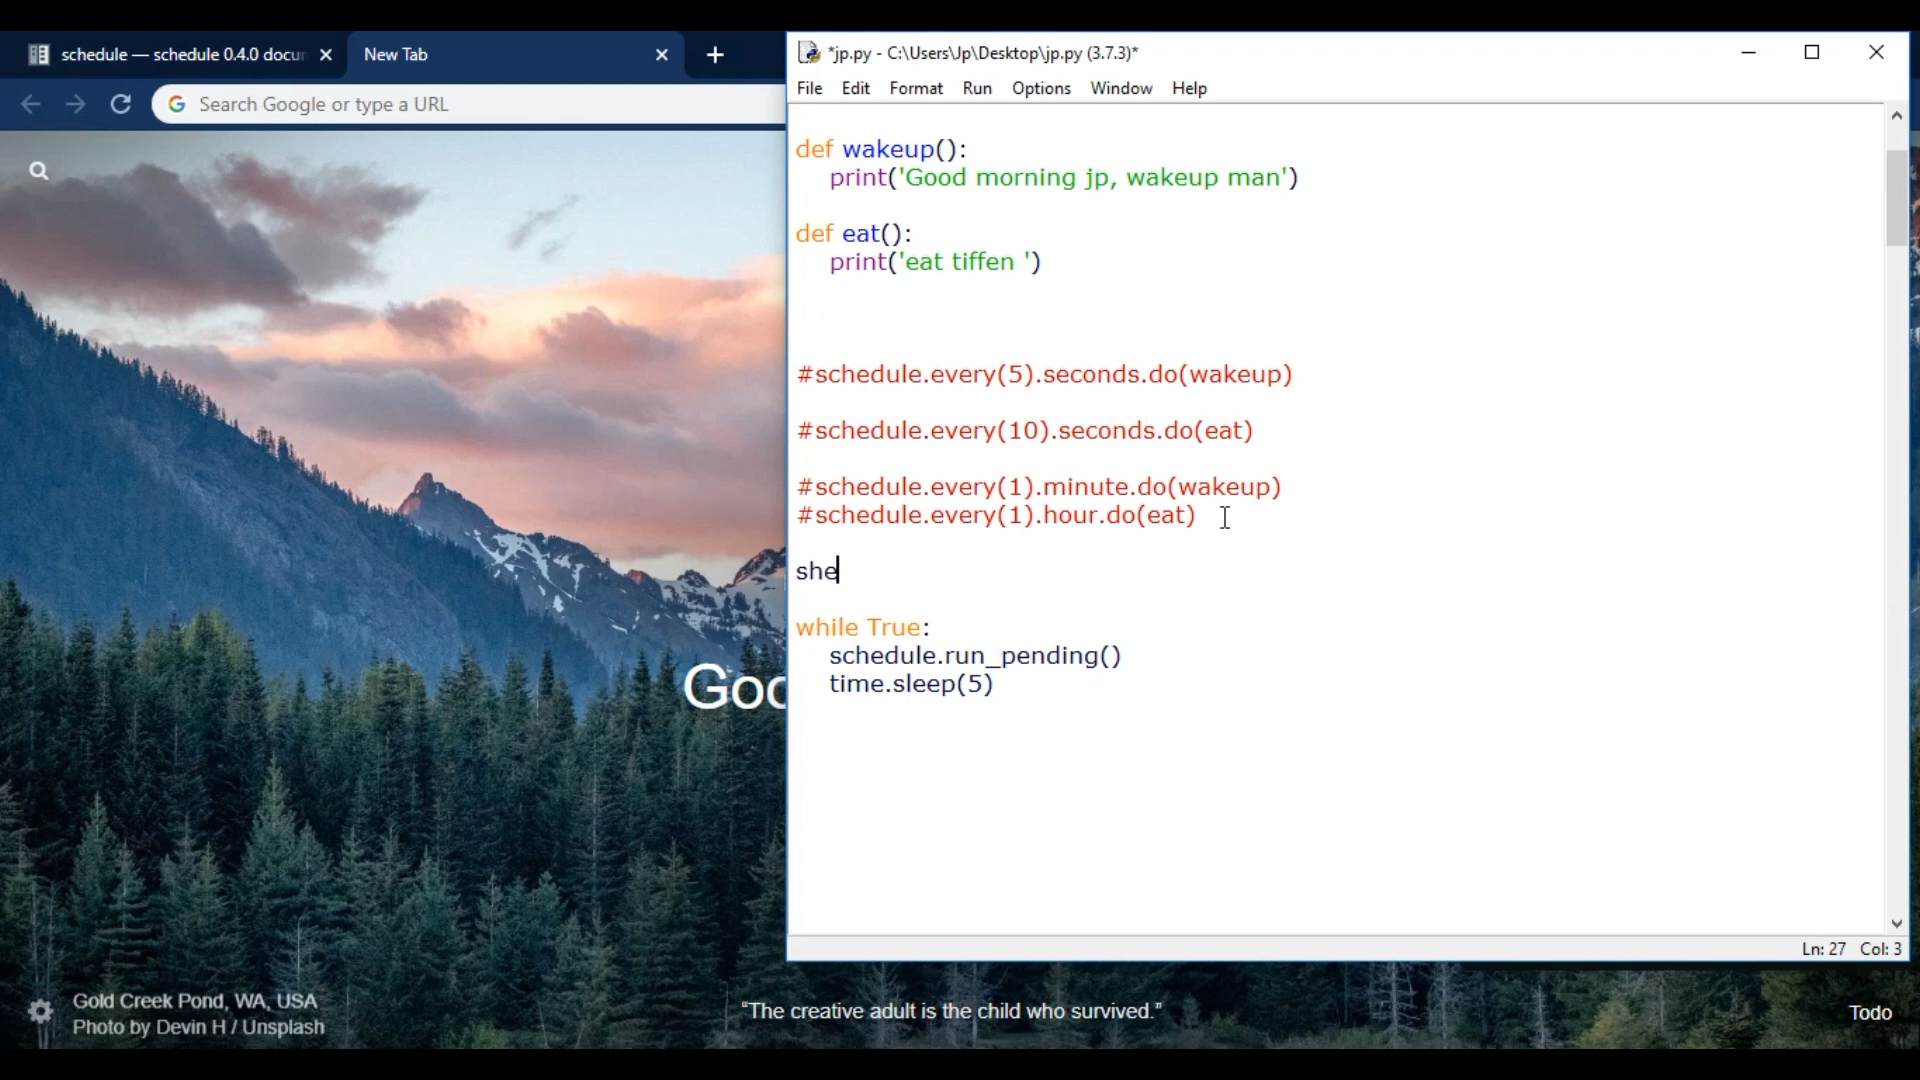 schedule — schedule 0.4.0 docur
New Tab
Search Google or type a URL
Goo
Gold Creek Pond, WA, USA
Photo by Devin H / Unsplash
"The creative adult is the child who survived."
Todo
*jp.py - C:\Users\Jp\Desktop\jp.py (3.7.3)*
File Edit Format Run Options Window Help
def wakeup():
print('Good morning jp, wakeup man')
def eat():
print('eat tiffen ')
#schedule.every(5).seconds.do(wakeup)
#schedule.every(10).seconds.do(eat)
#schedule.every(1).minute.do(wakeup)
#schedule.every(1).hour.do(eat)
she
while True:
schedule.run_pending()
time.sleep(5)
Ln: 27 Col: 3